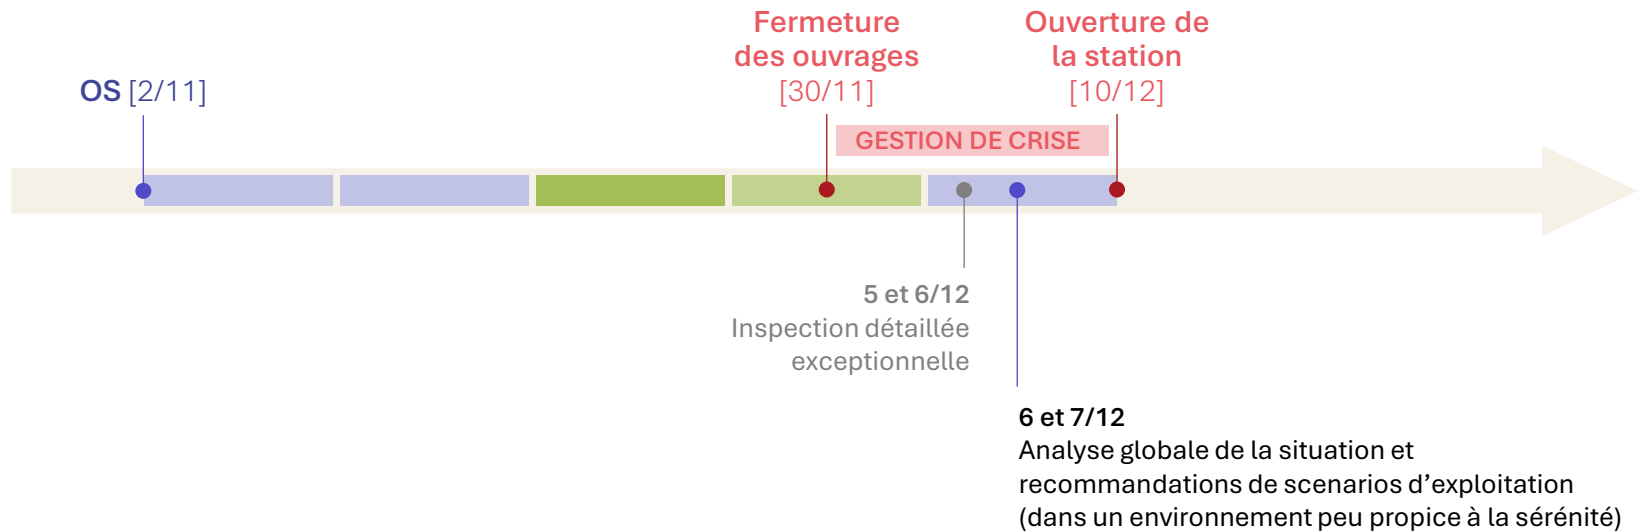 OS [2/11]
Fermeture
des ouvrages
[30/11]
Ouverture de
la station
[10/12]
GESTION DE CRISE
5 et 6/12
Inspection détaillée
exceptionnelle
6 et 7/12
Analyse globale de la situation et
recommandations de scenarios d’exploitation
(dans un environnement peu propice à la sérénité)